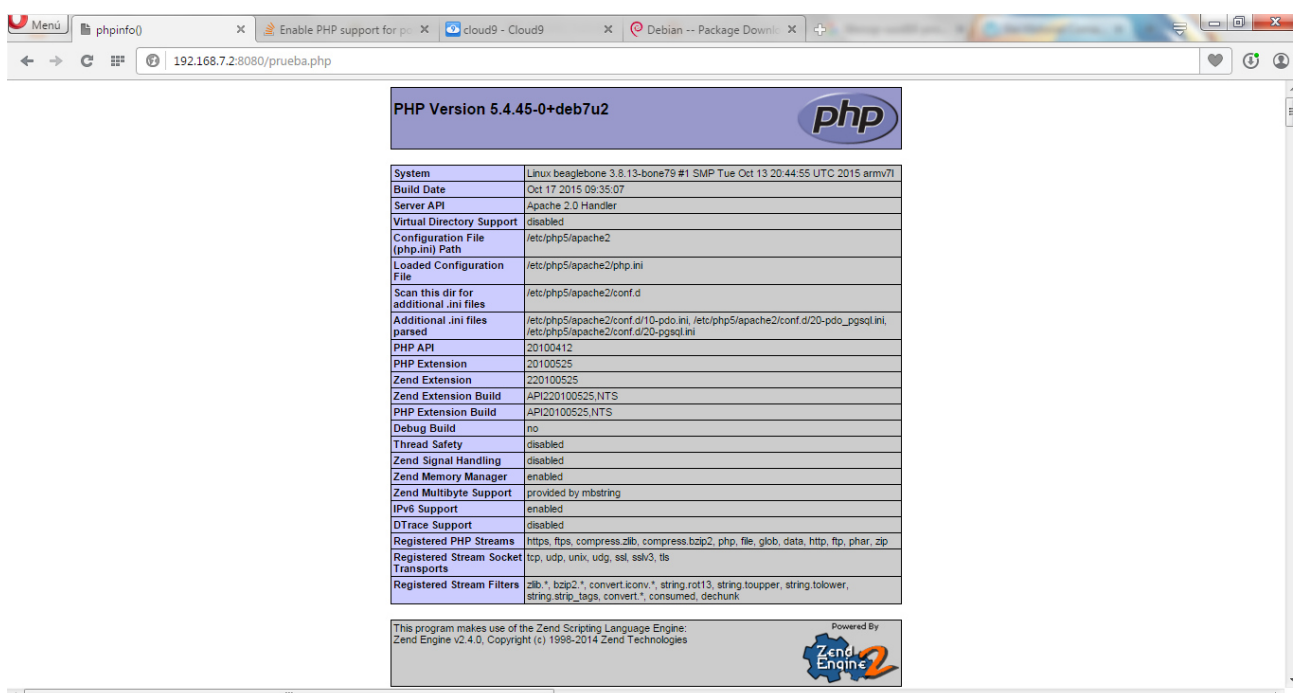 Menú
phpinfo()
Enable PHP support for po
cloud9 - Cloud9
Debian -- Package Downl
192.168.7.2:8080/prueba.php
PHP Version 5.4.45-0+deb7u2
php
System Linux beaglebone 3.8.13-bone79 #1 SMP Tue Oct 13 20:44:55 UTC 2015 armv7l
Build Date Oct 17 2015 09:35:07
Server API Apache 2.0 Handler
Virtual Directory Support disabled
Configuration File (php.ini) Path /etc/php5/apache2
Loaded Configuration File /etc/php5/apache2/php.ini
Scan this dir for additional .ini files /etc/php5/apache2/conf.d
Additional .ini files parsed /etc/php5/apache2/conf.d/10-pdo.ini, /etc/php5/apache2/conf.d/20-pdo_pgsql.ini, /etc/php5/apache2/conf.d/20-pgsql.ini
PHP API 20100412
PHP Extension 20100525
Zend Extension 220100525
Zend Extension Build API220100525,NTS
PHP Extension Build API20100525,NTS
Debug Build no
Thread Safety disabled
Zend Signal Handling disabled
Zend Memory Manager enabled
Zend Multibyte Support provided by mbstring
IPv6 Support enabled
DTrace Support disabled
Registered PHP Streams https, ftps, compress.zlib, compress.bzip2, php, file, glob, data, http, ftp, phar, zip
Registered Stream Socket Transports tcp, udp, unix, udg, ssl, sslv3, tls
Registered Stream Filters zlib.*, bzip2.*, convert.iconv.*, string.rot13, string.toupper, string.tolower, string.strip_tags, convert.*, consumed, dechunk
This program makes use of the Zend Scripting Language Engine:
Zend Engine v2.4.0, Copyright (c) 1998-2014 Zend Technologies
Powered By
Zend
Engine 2